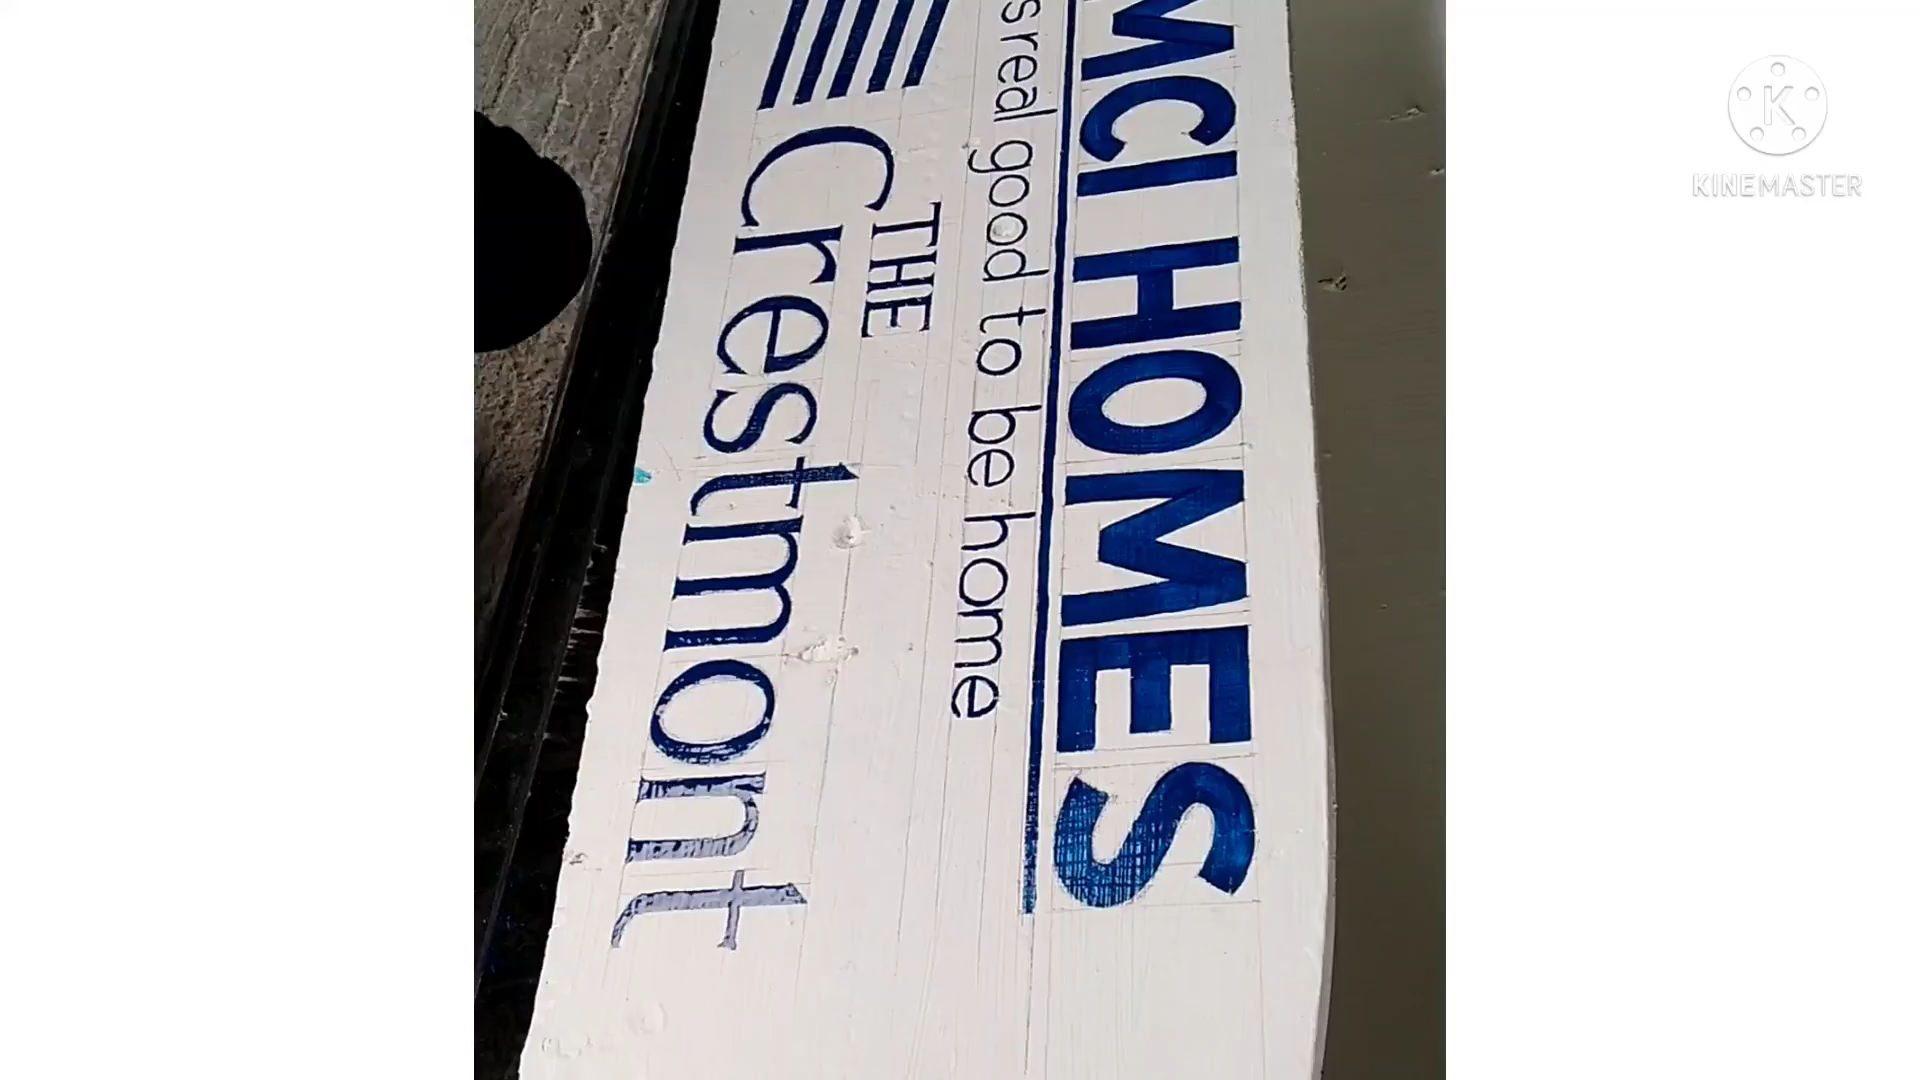 MCI HOMES
s real good to be home
THE
Crestmont
K
KINEMASTER